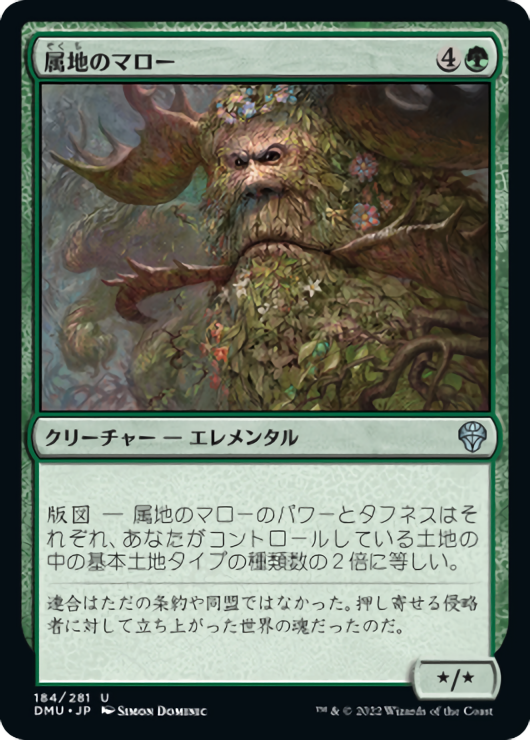 ぞくち
属地のマロー 4
クリーチャー — エレメンタル
版図 — 属地のマローのパワーとタフネスはそ
れぞれ、あなたがコントロールしている土地の
中の基本土地タイプの種類数の２倍に等しい。
連合はただの条約や同盟ではなかった。押し寄せる侵略
者に対して立ち上がった世界の魂だったのだ。
★/★
184/281 U
DMU • JP SIMON DOMINIC
™ & © 2022 Wizards of the Coast